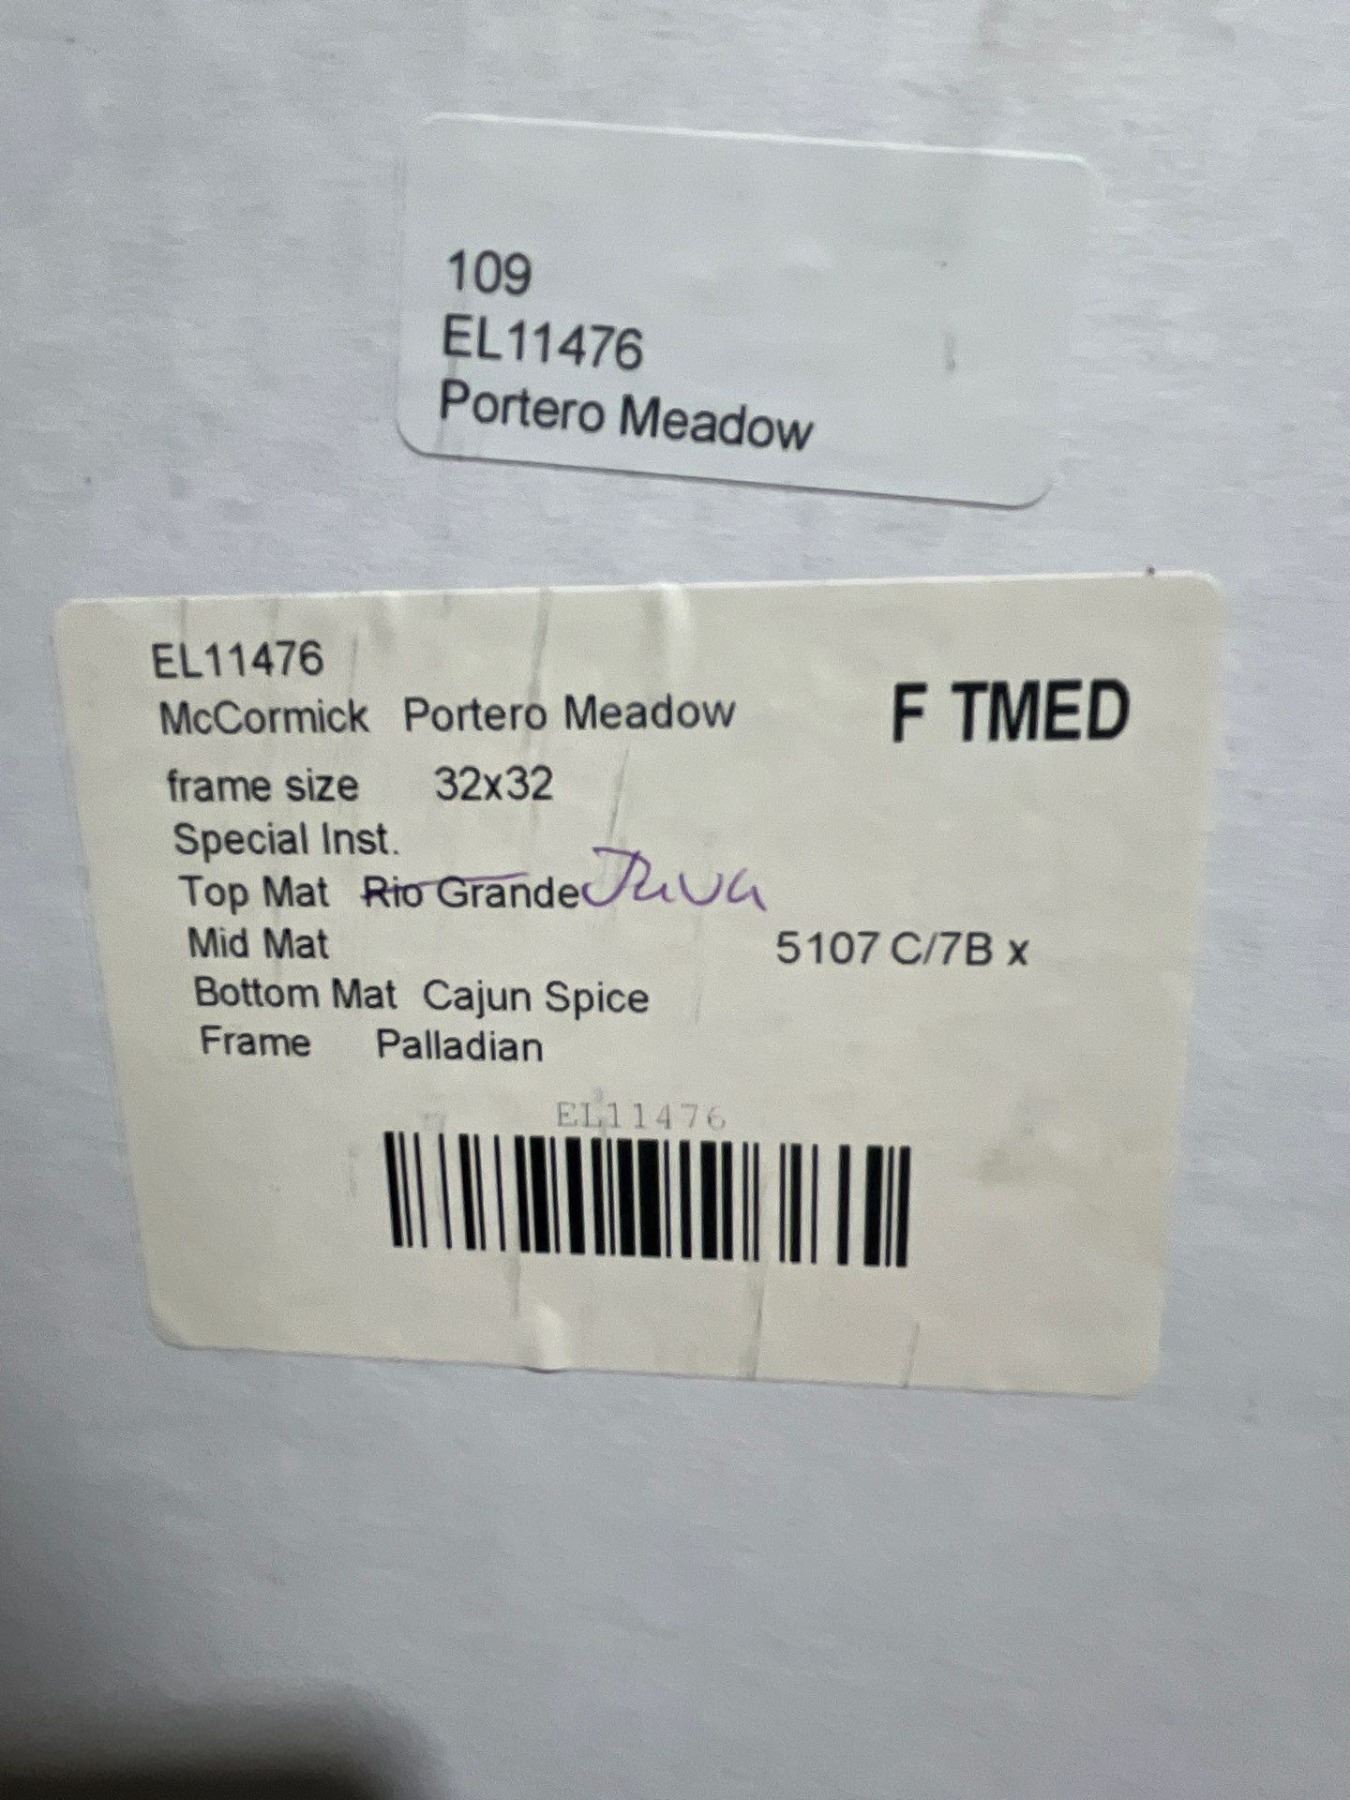 109
EL11476
Portero Meadow
EL11476
McCormick Portero Meadow
F TMED
frame size 32x32
Special Inst.
Top Mat Rio Grande Java
Mid Mat
5107 C/7B x
Bottom Mat Cajun Spice
Frame Palladian
EL11476